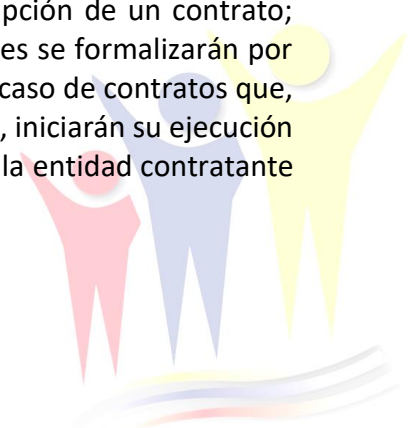 pción de un contrato;
es se formalizarán por
caso de contratos que,
, iniciarán su ejecución
la entidad contratante